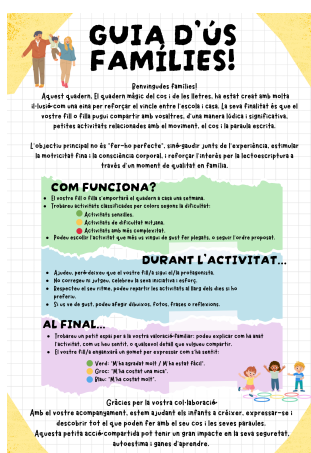 GUIA D'ÚS
FAMÍLIES!
Benvingudes famílies!
Aquest quadern, El quadern màgic del cos i de les lletres, ha estat creat amb molta
il·lusió com una eina per reforçar el vincle entre l'escola i casa. La seva finalitat és que el
vostre fill o filla pugui compartir amb vosaltres, d'una manera lúdica i significativa,
petites activitats relacionades amb el moviment, el cos i la paraula escrita.
L'objectiu principal no és "fer-ho perfecte", sinó gaudir junts de l'experiència, estimular
la motricitat fina i la consciència corporal, i reforçar l'interès per la lectoescriptura a
través d'un moment de qualitat en família.
COM FUNCIONA?
El vostre fill o filla s'emportarà el quadern a casa una setmana.
Trobareu activitats classificades per colors segons la dificultat:
Activitats senzilles.
Activitats de dificultat mitjana.
Activitats amb més complexitat.
Podeu escollir l'activitat que més us vingui de gust fer plegats, o seguir l'ordre proposat.
DURANT L'ACTIVITAT...
Ajudeu, però deixeu que el vostre fill/a sigui el/la protagonista.
No corregiu ni jutgeu, celebreu la seva iniciativa i esforç.
Respecteu el seu ritme, podeu repartir les activitats al llarg dels dies si ho
preferiu.
Si us ve de gust, podeu afegir dibuixos, fotos, frases o reflexions.
AL FINAL...
Trobareu un petit espai per a la vostra valoració familiar: podeu explicar com ha anat
l'activitat, com us heu sentit, o qualsevol detall que vulgueu compartir.
El vostre fill/a enganxarà un gomet per expressar com s'ha sentit:
Verd: "M'ha agradat molt / M'ha estat fàcil".
Groc: "M'ha costat una mica".
Blau: "M'ha costat molt".
Gràcies per la vostra col·laboració
Amb el vostre acompanyament, estem ajudant els infants a créixer, expressar-se i
descobrir tot el que poden fer amb el seu cos i les seves paraules.
Aquesta petita acció compartida pot tenir un gran impacte en la seva seguretat,
autoestima i ganes d'aprendre.